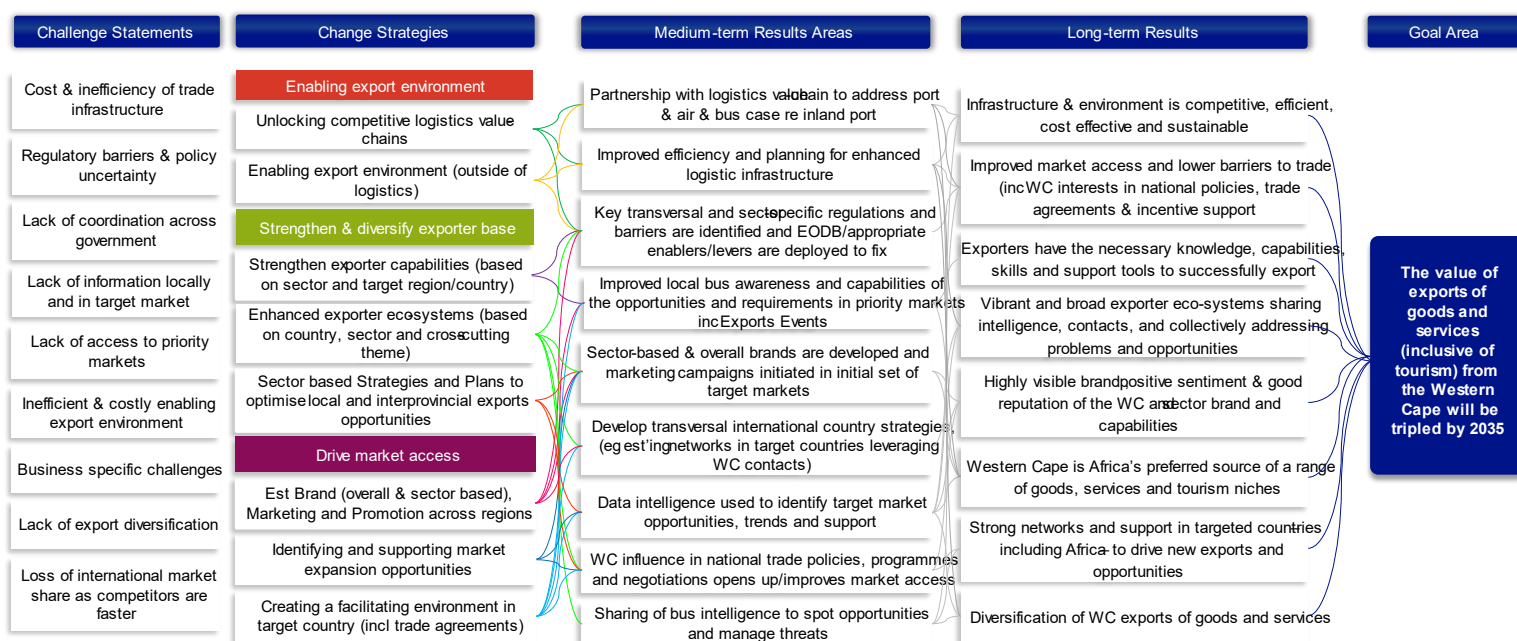 Challenge Statements
Cost & inefficiency of trade
infrastructure
Regulatory barriers & policy
uncertainty
Lack of coordination across
government
Lack of information locally
and in target market
Lack of access to priority
markets
Inefficient & costly enabling
export environment
Business specific challenges
Lack of export diversification
Loss of international market
share as competitors are
faster
Change Strategies
Enabling export environment
Unlocking competitive logistics value-
chains
Enabling export environment (outside of
logistics)
Strengthen & diversify exporter base
Strengthen exporter capabilities (based
on sector and target region/country)
Enhanced exporter eco-systems (based
on country, sector and cross-cutting
theme)
Sector based Strategies and Plans to
optimise local and interprovincial exports
opportunities
Drive market access
Est Brand (overall & sector based),
Marketing and Promotion across regions
Identifying and supporting market
expansion opportunities
Creating a facilitating environment in
target country (incl trade agreements)
Medium-term Results Areas
Partnership with logistics value-chain to address port
& air & bus case re inland port
Improved efficiency and planning for enhanced
logistic infrastructure
Key transversal and sector-specific regulations and
barriers are identified and EODB/appropriate
enablers/levers are deployed to fix
Improved local bus awareness and capabilities of
the opportunities and requirements in priority markets
inc Exports Events
Sector-based & overall brands are developed and
marketing campaigns initiated in initial set of
target markets
Develop transversal international country strategies,
(eg est'ing networks in target countries leveraging
WC contacts)
Data intelligence used to identify target market
opportunities, trends and support
WC influence in national trade policies, programmes
and negotiations opens up/improves market access
Sharing of bus intelligence to spot opportunities
and manage threats
Long-term Results
Infrastructure & environment is competitive, efficient,
cost effective and sustainable
Improved market access and lower barriers to trade
(inc WC interests in national policies, trade
agreements & incentive support
Exporters have the necessary knowledge, capabilities,
skills and support tools to successfully export
Vibrant and broad exporter eco-systems sharing
intelligence, contacts, and collectively addressing
problems and opportunities
Highly visible brand positive sentiment & good
reputation of the WC and sector brand and
capabilities
Western Cape is Africa's preferred source of a range
of goods, services and tourism niches
Strong networks and support in targeted countries –
including Africa – to drive new exports and
opportunities
Diversification of WC exports of goods and services
Goal Area
The value of
exports of
goods and
services
(inclusive of
tourism) from
the Western
Cape will be
tripled by 2035